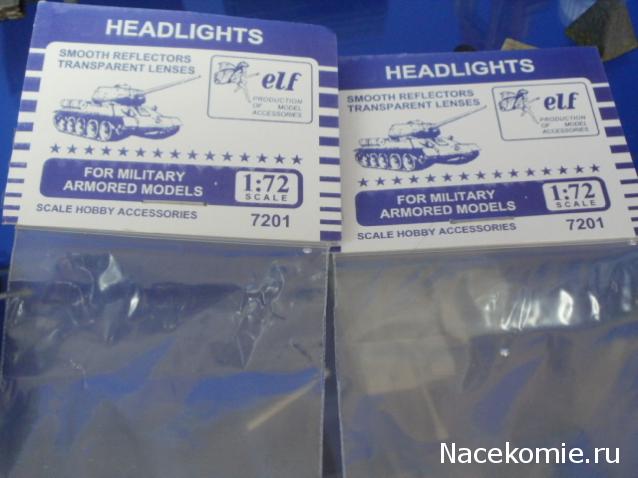 HEADLIGHTS
SMOOTH REFLECTORS
TRANSPARENT LENSES
elf
PRODUCTION
OF MODEL
ACCESSORIES
FOR MILITARY
ARMORED MODELS
1:72
SCALE
SCALE HOBBY ACCESSORIES
7201
HEADLIGHTS
SMOOTH REFLECTORS
TRANSPARENT LENSES
elf
PRODUCTION
OF MODEL
ACCESSORIES
FOR MILITARY
ARMORED MODELS
1:72
SCALE
SCALE HOBBY ACCESSORIES
7201
Nacekomie.ru